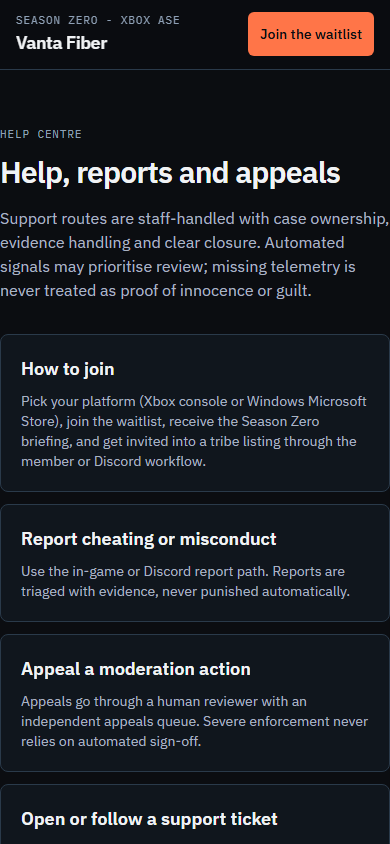 SEASON ZERO - XBOX ASE
Vanta Fiber
Join the waitlist
HELP CENTRE
Help, reports and appeals
Support routes are staff-handled with case ownership,
evidence handling and clear closure. Automated
signals may prioritise review; missing telemetry is
never treated as proof of innocence or guilt.
How to join
Pick your platform (Xbox console or Windows Microsoft
Store), join the waitlist, receive the Season Zero
briefing, and get invited into a tribe listing through the
member or Discord workflow.
Report cheating or misconduct
Use the in-game or Discord report path. Reports are
triaged with evidence, never punished automatically.
Appeal a moderation action
Appeals go through a human reviewer with an
independent appeals queue. Severe enforcement never
relies on automated sign-off.
Open or follow a support ticket